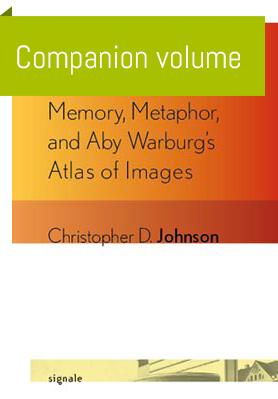 Companion volume
Memory, Metaphor,
and Aby Warburg's
Atlas of Images
Christopher D. Johnson
signale